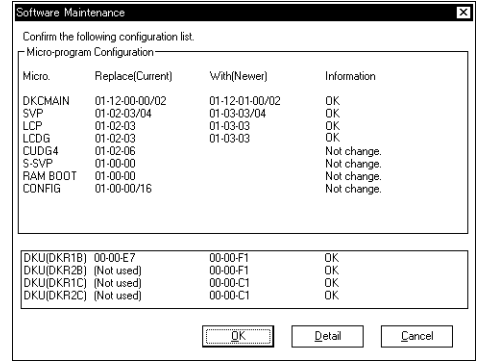 Software Maintenance
Confirm the following configuration list.
Micro-program Configuration
Micro. Replace(Current) With(Newer) Information
DKCMAIN 01-12-00-00/02 01-12-01-00/02 OK
SVP 01-02-03/04 01-03-03/04 OK
LCP 01-02-03 01-03-03 OK
LCDG 01-02-03 01-03-03 OK
CUDG4 01-02-06 Not change.
S-SVP 01-00-00 Not change.
RAM BOOT 01-00-00 Not change.
CONFIG 01-00-00/16 Not change.
DKU(DKR1B) 00-00-E7 00-00-F1 OK
DKU(DKR2B) (Not used) 00-00-F1 OK
DKU(DKR1C) (Not used) 00-00-C1 OK
DKU(DKR2C) (Not used) 00-00-C1 OK
OK Detail Cancel